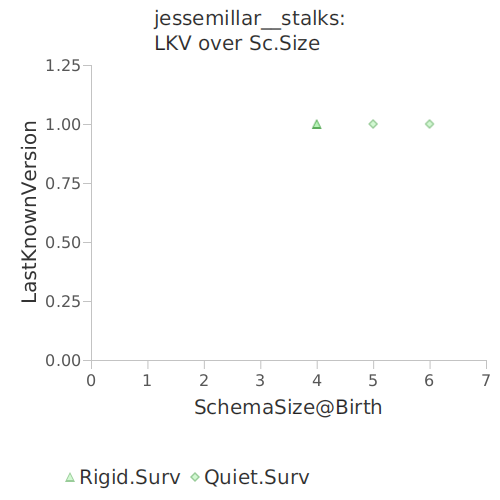 jessemillar__stalks:
LKV over Sc.Size
1.25
1.00
0.75
0.50
0.25
0.00
LastKnownVersion
0 1 2 3 4 5 6 7
SchemaSize@Birth
Rigid.Surv Quiet.Surv